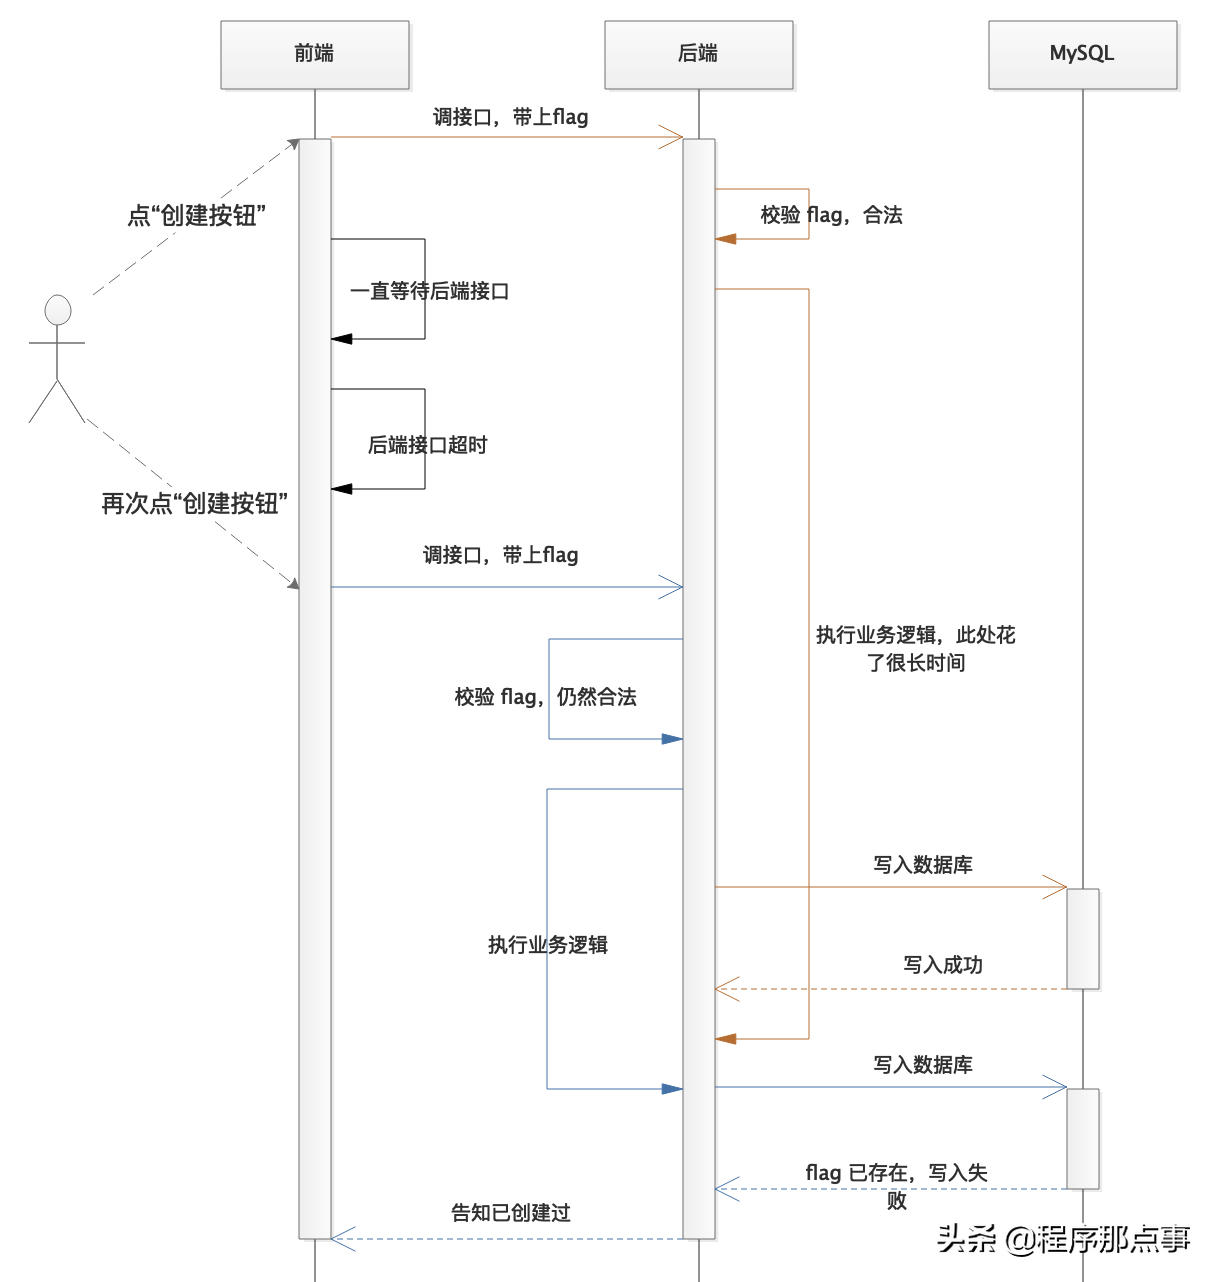 前端
后端
MySQL
调接口，带上flag
点“创建按钮”
校验 flag，合法
一直等待后端接口
后端接口超时
再次点“创建按钮”
调接口，带上flag
执行业务逻辑，此处花
了很长时间
校验 flag，仍然合法
写入数据库
执行业务逻辑
写入成功
写入数据库
flag 已存在，写入失
败
告知已创建过
头条 @程序那点事